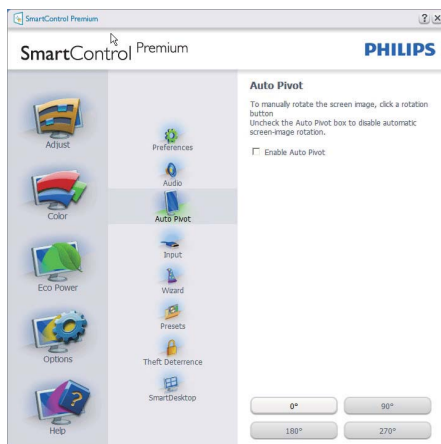 SmartControl Premium
SmartControl Premium
PHILIPS
Adjust
Color
Eco Power
Options
Help
Preferences
Audio
Auto Pivot
Input
Wizard
Presets
Theft Deterrence
SmartDesktop
Auto Pivot
To manually rotate the screen image, click a rotation
button
Uncheck the Auto Pivot box to disable automatic
screen-image rotation.
Enable Auto Pivot
0° 90°
180° 270°